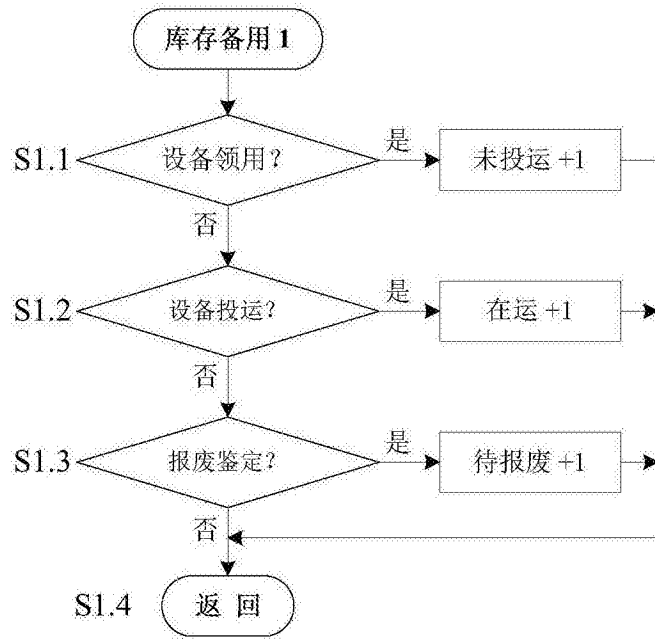 库存备用 1
S1.1
设备领用?
是
未投运 +1
否
S1.2
设备投运?
是
在运 +1
否
S1.3
报废鉴定?
是
待报废 +1
否
S1.4
返 回